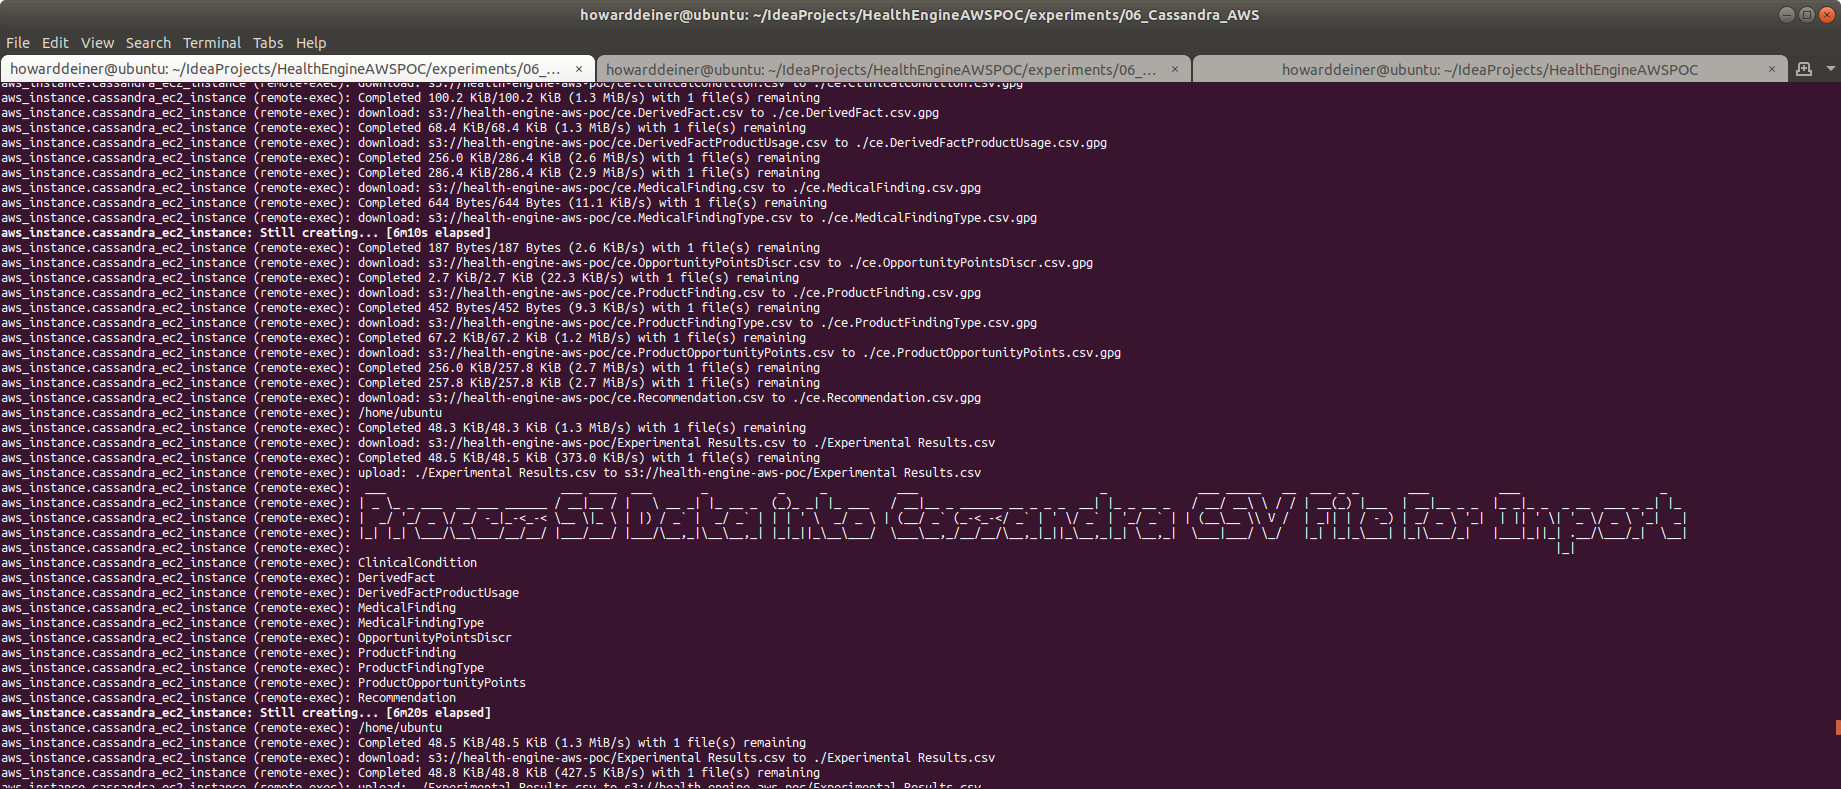 howarddeiner@ubuntu: ~/IdeaProjects/HealthEngineAWSPOC/experiments/06_Cassandra_AWS
File Edit View Search Terminal Tabs Help
howarddeiner@ubuntu: ~/IdeaProjects/HealthEngineAWSPOC/experiments/06_... × howarddeiner@ubuntu: ~/IdeaProjects/HealthEngineAWSPOC/experiments/06_... × howarddeiner@ubuntu: ~/IdeaProjects/HealthEngineAWSPOC ×
aws_instance.cassandra_ec2_instance (remote-exec): download: s3://health-engine-aws-poc/ce.ClinicalCondition.csv to ./ce.ClinicalCondition.csv.gpg
aws_instance.cassandra_ec2_instance (remote-exec): Completed 100.2 KiB/100.2 KiB (1.3 MiB/s) with 1 file(s) remaining
aws_instance.cassandra_ec2_instance (remote-exec): download: s3://health-engine-aws-poc/ce.DerivedFact.csv to ./ce.DerivedFact.csv.gpg
aws_instance.cassandra_ec2_instance (remote-exec): Completed 68.4 KiB/68.4 KiB (1.3 MiB/s) with 1 file(s) remaining
aws_instance.cassandra_ec2_instance (remote-exec): download: s3://health-engine-aws-poc/ce.DerivedFactProductUsage.csv to ./ce.DerivedFactProductUsage.csv.gpg
aws_instance.cassandra_ec2_instance (remote-exec): Completed 256.0 KiB/286.4 KiB (2.6 MiB/s) with 1 file(s) remaining
aws_instance.cassandra_ec2_instance (remote-exec): Completed 286.4 KiB/286.4 KiB (2.9 MiB/s) with 1 file(s) remaining
aws_instance.cassandra_ec2_instance (remote-exec): download: s3://health-engine-aws-poc/ce.MedicalFinding.csv to ./ce.MedicalFinding.csv.gpg
aws_instance.cassandra_ec2_instance (remote-exec): Completed 644 Bytes/644 Bytes (11.1 KiB/s) with 1 file(s) remaining
aws_instance.cassandra_ec2_instance (remote-exec): download: s3://health-engine-aws-poc/ce.MedicalFindingType.csv to ./ce.MedicalFindingType.csv.gpg
aws_instance.cassandra_ec2_instance: Still creating... [6m10s elapsed]
aws_instance.cassandra_ec2_instance (remote-exec): Completed 187 Bytes/187 Bytes (2.6 KiB/s) with 1 file(s) remaining
aws_instance.cassandra_ec2_instance (remote-exec): download: s3://health-engine-aws-poc/ce.OpportunityPointsDiscr.csv to ./ce.OpportunityPointsDiscr.csv.gpg
aws_instance.cassandra_ec2_instance (remote-exec): Completed 2.7 KiB/2.7 KiB (22.3 KiB/s) with 1 file(s) remaining
aws_instance.cassandra_ec2_instance (remote-exec): download: s3://health-engine-aws-poc/ce.ProductFinding.csv to ./ce.ProductFinding.csv.gpg
aws_instance.cassandra_ec2_instance (remote-exec): Completed 452 Bytes/452 Bytes (9.3 KiB/s) with 1 file(s) remaining
aws_instance.cassandra_ec2_instance (remote-exec): download: s3://health-engine-aws-poc/ce.ProductFindingType.csv to ./ce.ProductFindingType.csv.gpg
aws_instance.cassandra_ec2_instance (remote-exec): Completed 67.2 KiB/67.2 KiB (1.2 MiB/s) with 1 file(s) remaining
aws_instance.cassandra_ec2_instance (remote-exec): download: s3://health-engine-aws-poc/ce.ProductOpportunityPoints.csv to ./ce.ProductOpportunityPoints.csv.gpg
aws_instance.cassandra_ec2_instance (remote-exec): Completed 256.0 KiB/257.8 KiB (2.7 MiB/s) with 1 file(s) remaining
aws_instance.cassandra_ec2_instance (remote-exec): Completed 257.8 KiB/257.8 KiB (2.7 MiB/s) with 1 file(s) remaining
aws_instance.cassandra_ec2_instance (remote-exec): download: s3://health-engine-aws-poc/ce.Recommendation.csv to ./ce.Recommendation.csv.gpg
aws_instance.cassandra_ec2_instance (remote-exec): /home/ubuntu
aws_instance.cassandra_ec2_instance (remote-exec): Completed 48.3 KiB/48.3 KiB (1.3 MiB/s) with 1 file(s) remaining
aws_instance.cassandra_ec2_instance (remote-exec): download: s3://health-engine-aws-poc/Experimental Results.csv to ./Experimental Results.csv
aws_instance.cassandra_ec2_instance (remote-exec): Completed 48.5 KiB/48.5 KiB (373.0 KiB/s) with 1 file(s) remaining
aws_instance.cassandra_ec2_instance (remote-exec): upload: ./Experimental Results.csv to s3://health-engine-aws-poc/Experimental Results.csv
aws_instance.cassandra_ec2_instance (remote-exec):
aws_instance.cassandra_ec2_instance (remote-exec):
aws_instance.cassandra_ec2_instance (remote-exec): Process S3 Data into Cassandra CSV File For Import
aws_instance.cassandra_ec2_instance (remote-exec):
aws_instance.cassandra_ec2_instance (remote-exec):
aws_instance.cassandra_ec2_instance (remote-exec): ClinicalCondition
aws_instance.cassandra_ec2_instance (remote-exec): DerivedFact
aws_instance.cassandra_ec2_instance (remote-exec): DerivedFactProductUsage
aws_instance.cassandra_ec2_instance (remote-exec): MedicalFinding
aws_instance.cassandra_ec2_instance (remote-exec): MedicalFindingType
aws_instance.cassandra_ec2_instance (remote-exec): OpportunityPointsDiscr
aws_instance.cassandra_ec2_instance (remote-exec): ProductFinding
aws_instance.cassandra_ec2_instance (remote-exec): ProductFindingType
aws_instance.cassandra_ec2_instance (remote-exec): ProductOpportunityPoints
aws_instance.cassandra_ec2_instance (remote-exec): Recommendation
aws_instance.cassandra_ec2_instance: Still creating... [6m20s elapsed]
aws_instance.cassandra_ec2_instance (remote-exec): /home/ubuntu
aws_instance.cassandra_ec2_instance (remote-exec): Completed 48.5 KiB/48.5 KiB (1.3 MiB/s) with 1 file(s) remaining
aws_instance.cassandra_ec2_instance (remote-exec): download: s3://health-engine-aws-poc/Experimental Results.csv to ./Experimental Results.csv
aws_instance.cassandra_ec2_instance (remote-exec): Completed 48.8 KiB/48.8 KiB (427.5 KiB/s) with 1 file(s) remaining
aws_instance.cassandra_ec2_instance (remote-exec): upload: ./Experimental Results.csv to s3://health-engine-aws-poc/Experimental Results.csv